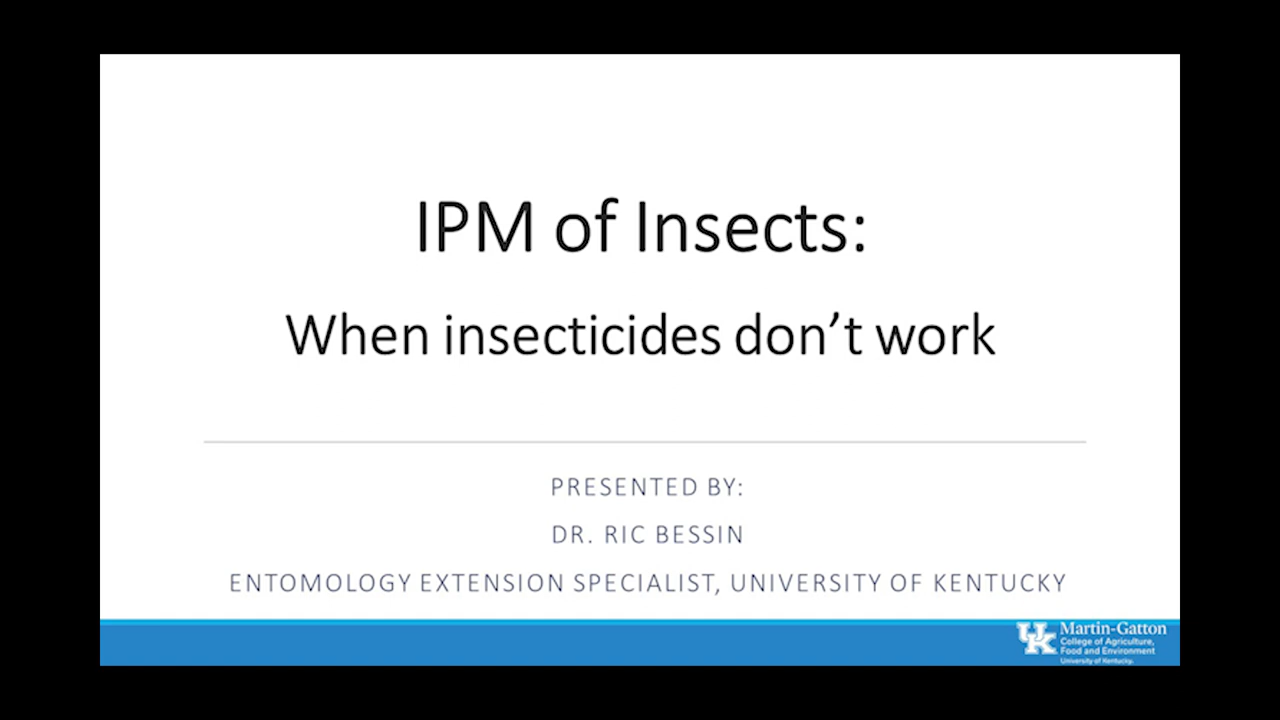 IPM of Insects:
When insecticides don’t work
PRESENTED BY:
DR. RIC BESSIN
ENTOMOLOGY EXTENSION SPECIALIST, UNIVERSITY OF KENTUCKY
UK
Martin-Gatton
College of Agriculture,
Food and Environment
University of Kentucky.